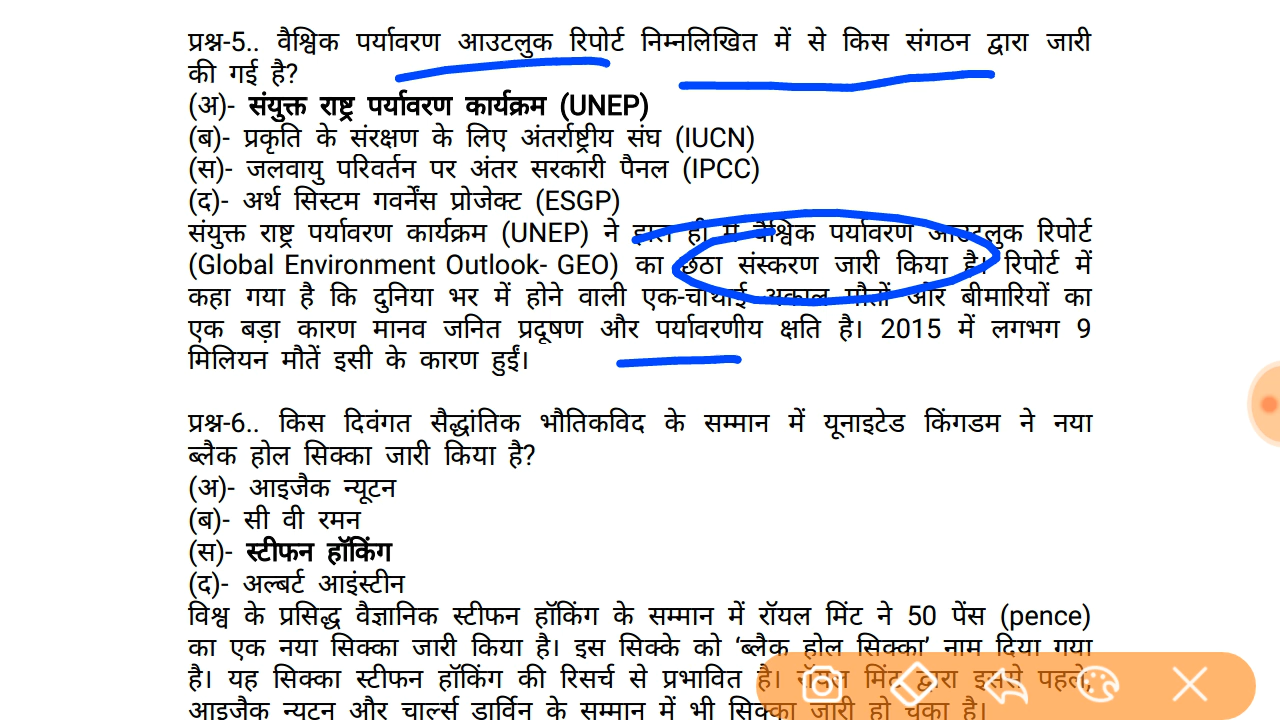 प्रश्न-5.. वैश्विक पर्यावरण आउटलुक रिपोर्ट निम्नलिखित में से किस संगठन द्वारा जारी
की गई है?
(अ)- संयुक्त राष्ट्र पर्यावरण कार्यक्रम (UNEP)
(ब)- प्रकृति के संरक्षण के लिए अंतर्राष्ट्रीय संघ (IUCN)
(स)- जलवायु परिवर्तन पर अंतर सरकारी पैनल (IPCC)
(द)- अर्थ सिस्टम गवर्नेंस प्रोजेक्ट (ESGP)
संयुक्त राष्ट्र पर्यावरण कार्यक्रम (UNEP) ने हाल ही में वैश्विक पर्यावरण आउटलुक रिपोर्ट
(Global Environment Outlook- GEO) का छठा संस्करण जारी किया है। रिपोर्ट में
कहा गया है कि दुनिया भर में होने वाली एक-चौथाई अकाल मौतों और बीमारियों का
एक बड़ा कारण मानव जनित प्रदूषण और पर्यावरणीय क्षति है। 2015 में लगभग 9
मिलियन मौतें इसी के कारण हुईं।
प्रश्न-6.. किस दिवंगत सैद्धांतिक भौतिकविद के सम्मान में यूनाइटेड किंगडम ने नया
ब्लैक होल सिक्का जारी किया है?
(अ)- आइजैक न्यूटन
(ब)- सी वी रमन
(स)- स्टीफन हॉकिंग
(द)- अल्बर्ट आइंस्टीन
विश्व के प्रसिद्ध वैज्ञानिक स्टीफन हॉकिंग के सम्मान में रॉयल मिंट ने 50 पेंस (pence)
का एक नया सिक्का जारी किया है। इस सिक्के को ‘ब्लैक होल सिक्का’ नाम दिया गया
है। यह सिक्का स्टीफन हॉकिंग की रिसर्च से प्रभावित है। रॉयल मिंट द्वारा इससे पहले,
आइजैक न्यूटन और चार्ल्स डार्विन के सम्मान में भी सिक्का जारी हो चुका है।